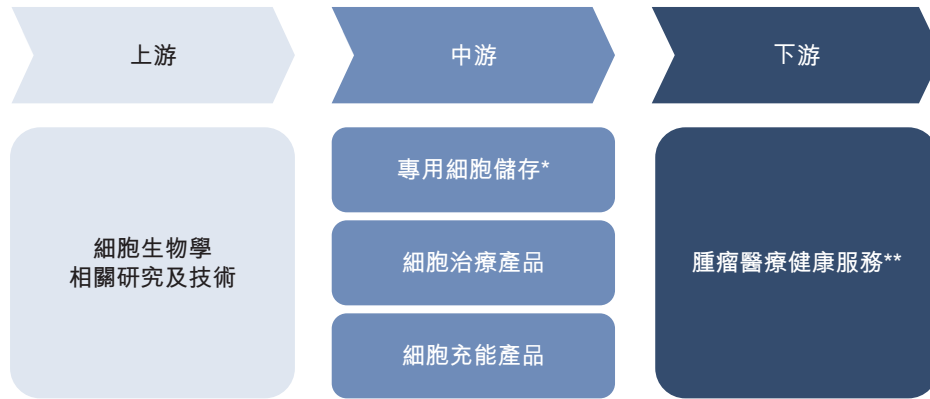 上游
中游
下游
細胞生物學
相關研究及技術
專用細胞儲存*
細胞治療產品
細胞充能產品
腫瘤醫療健康服務**